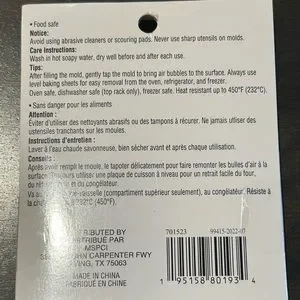 • Food safe
Notice:
Avoid using abrasive cleaners or scouring pads. Never use sharp utensils on molds.
Care Instructions:
Wash in hot soapy water, dry well before and after each use.
Tips:
After filling the mold, gently tap the mold to bring air bubbles to the surface. Always use
level baking sheets for easy removal from the oven, refrigerator, and freezer.
Oven safe, dishwasher safe (top rack only), freezer safe. Heat resistant up to 450°F (232°C).
• Sans danger pour les aliments
Attention :
Éviter d'utiliser des nettoyants abrasifs ou des tampons à récurer. Ne jamais utiliser des
ustensiles tranchants sur les moules.
Instructions d'entretien :
Laver à l'eau chaude savonneuse, bien sécher avant et après chaque utilisation.
Conseils :
Après avoir rempli le moule, le tapoter délicatement pour faire remonter les bulles d'air à la
surface. Toujours utiliser une plaque de cuisson à niveau pour un retrait facile du four,
du réfrigérateur et du congélateur.
Va au four, au lave-vaisselle (compartiment supérieur seulement), au congélateur. Résiste à
232°C (450°F).
DISTRIBUTED BY
DISTRIBUÉ PAR
MSPCI
JOHN CARPENTER FWY
IRVING, TX 75063
MADE IN CHINA
FABRIQUÉ EN CHINE
701523
99415-2022-07
1 95158 80193 4